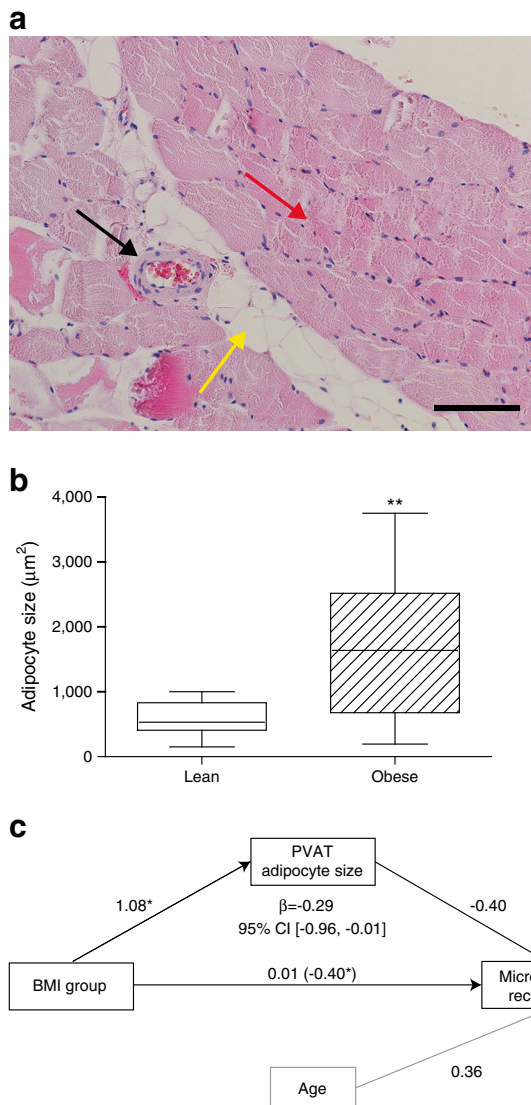 a
b
4,000
3,000
2,000
1,000
0
Adipocyte size (μm²)
**
Lean
Obese
c
PVAT
adipocyte size
1.08*
β=-0.29
95% CI [-0.96, -0.01]
-0.40
BMI group
0.01 (-0.40*)
0.36
Age